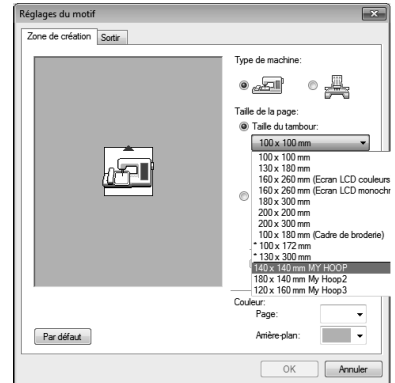 Réglages du motif
Zone de création
Sortir
Type de machine:
Taille de la page:
Taille du tambour:
100 x 100 mm
100 x 100 mm
130 x 180 mm
160 x 260 mm (Ecran LCD couleurs
160 x 260 mm (Ecran LCD monochr
180 x 300 mm
200 x 200 mm
200 x 300 mm
100 x 180 mm (Cadre de broderie)
* 100 x 172 mm
* 130 x 300 mm
140 x 140 mm MY HOOP
180 x 140 mm My Hoop2
120 x 160 mm My Hoop3
Couleur:
Page:
Par défaut
Arrière-plan:
OK
Annuler